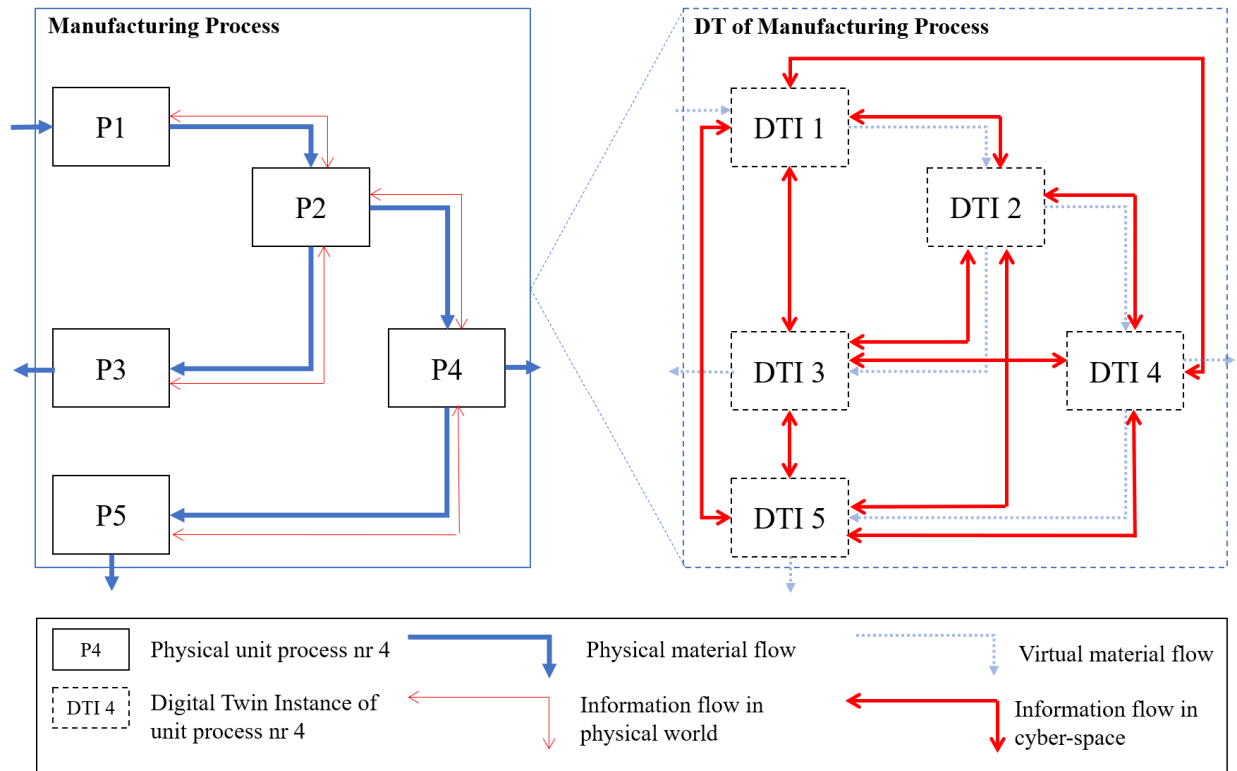 Manufacturing Process
P1
P2
P3
P4
P5
DT of Manufacturing Process
DTI 1
DTI 2
DTI 3
DTI 4
DTI 5
P4
Physical unit process nr 4
Physical material flow
Virtual material flow
DTI 4
Digital Twin Instance of
unit process nr 4
Information flow in
physical world
Information flow in
cyber-space